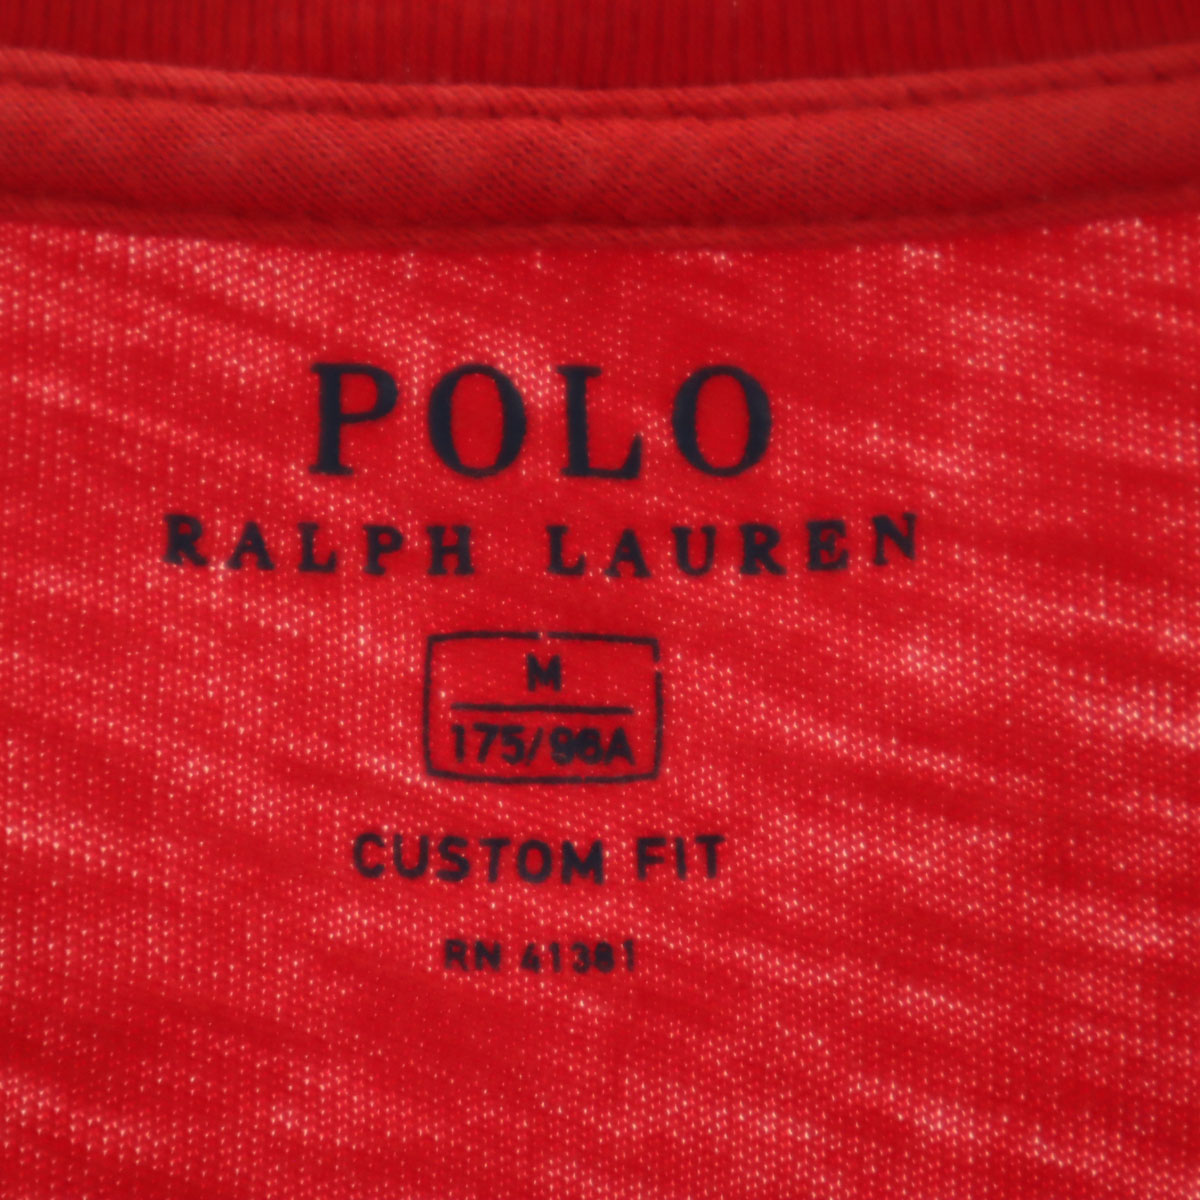 POLO
RALPH LAUREN
M
175/96A
CUSTOM FIT
RN 41381